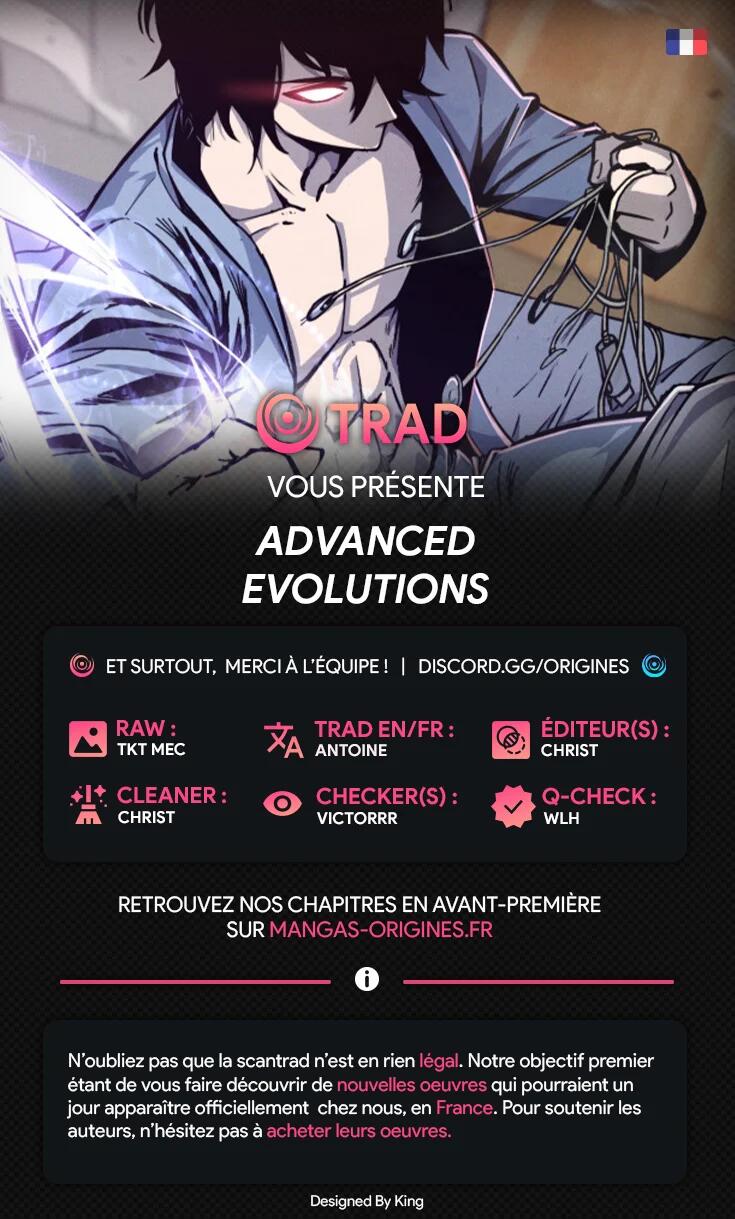 TRAD
VOUS PRÉSENTE
ADVANCED
EVOLUTIONS
ET SURTOUT, MERCI À L'ÉQUIPE ! | DISCORD.GG/ORIGINES
RAW :
TKT MEC
TRAD EN/FR :
ANTOINE
ÉDITEUR(S) :
CHRIST
CLEANER :
CHRIST
CHECKER(S) :
VICTORRR
Q-CHECK :
WLH
RETROUVEZ NOS CHAPITRES EN AVANT-PREMIÈRE
SUR MANGAS-ORIGINES.FR
N'oubliez pas que la scantrad n'est en rien légal. Notre objectif premier
étant de vous faire découvrir de nouvelles oeuvres qui pourraient un
jour apparaître officiellement chez nous, en France. Pour soutenir les
auteurs, n'hésitez pas à acheter leurs oeuvres.
Designed By King